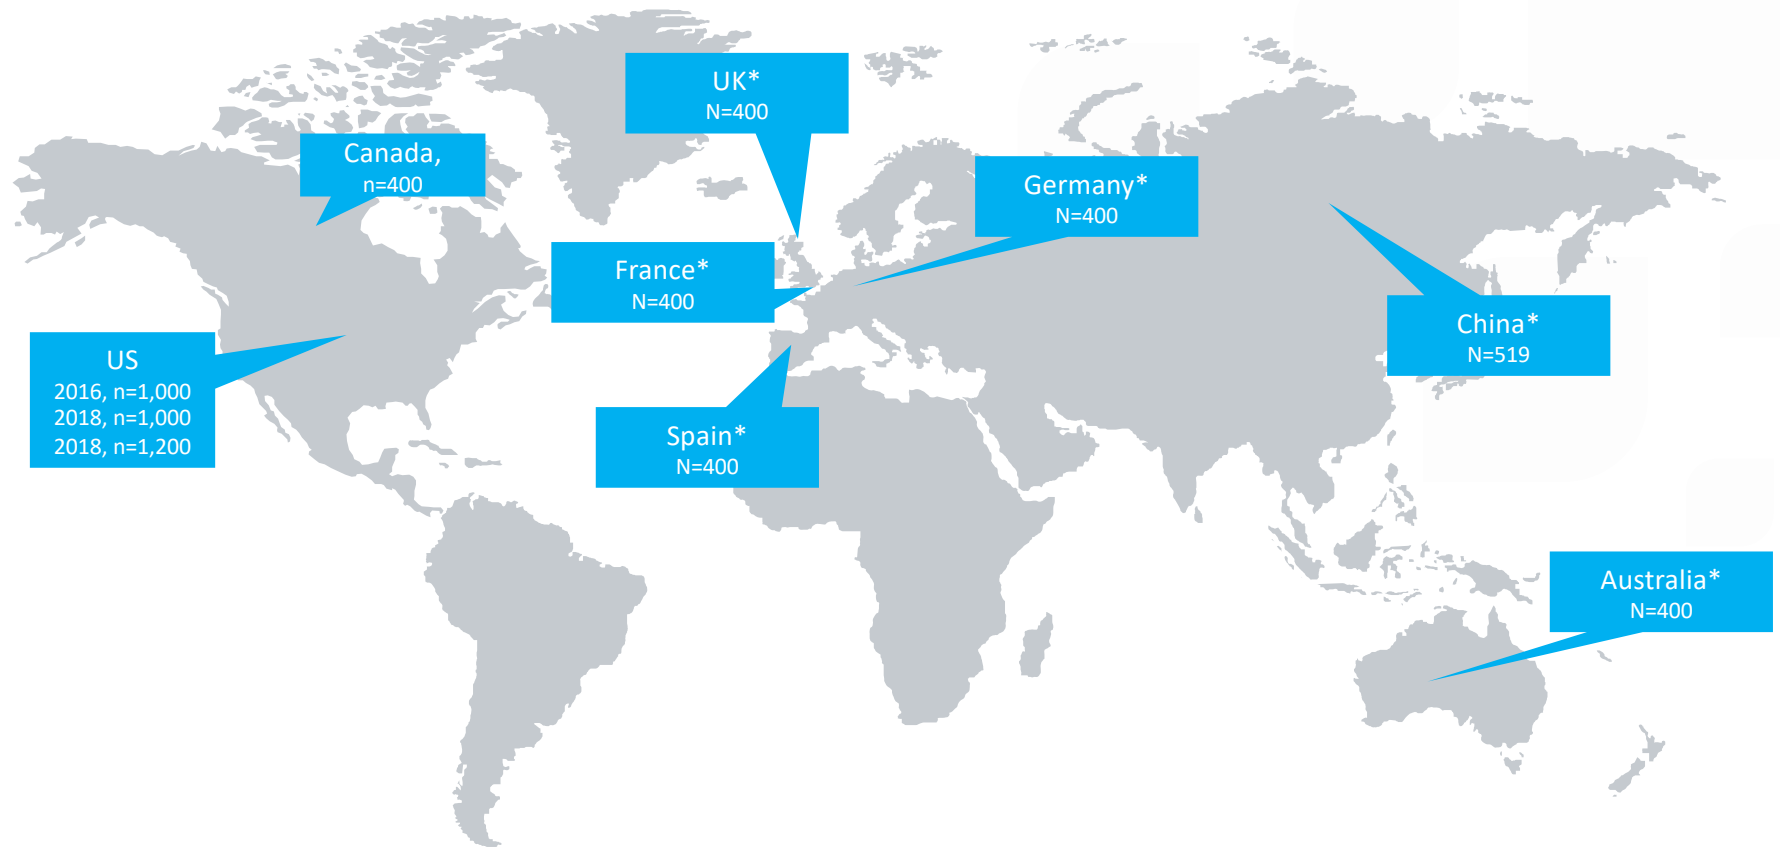 UK*
N=400
Canada,
n=400
Germany*
N=400
France*
N=400
China*
N=519
US
2016, n=1,000
2018, n=1,000
2018, n=1,200
Spain*
N=400
Australia*
N=400